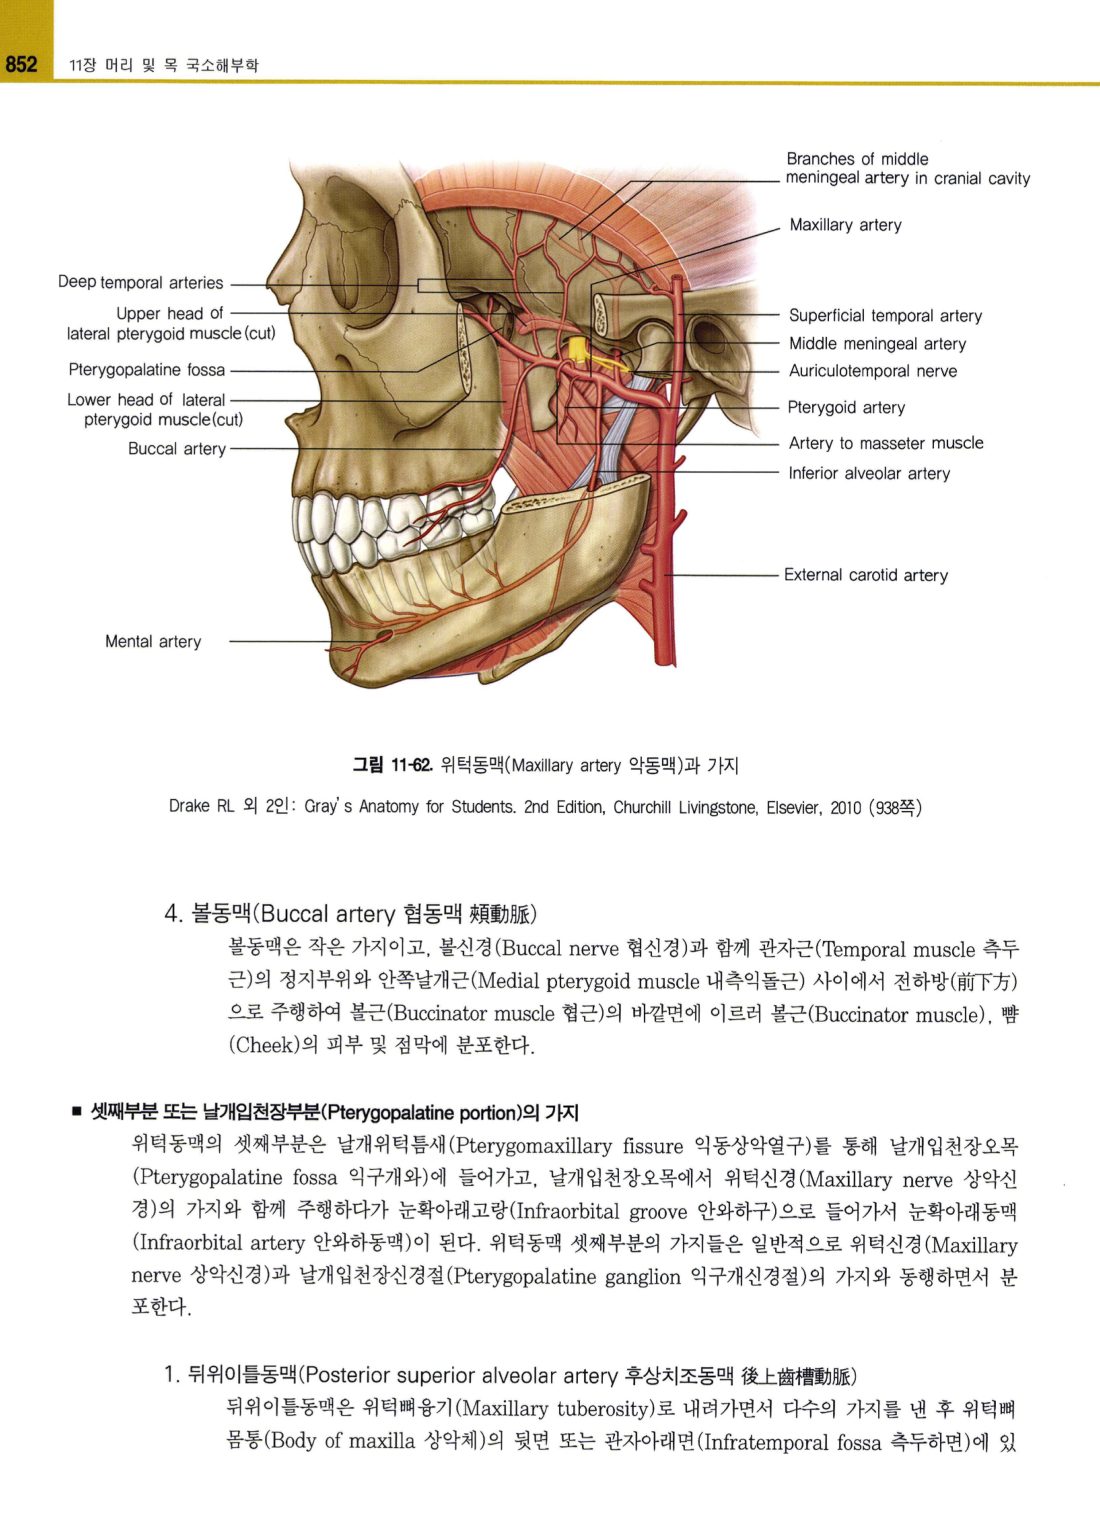 852
11장 머리 및 목 국소해부학
Branches of middle
meningeal artery in cranial cavity
Maxillary artery
Deep temporal arteries
Upper head of
lateral pterygoid muscle(cut)
Pterygopalatine fossa
Lower head of lateral
pterygoid muscle(cut)
Buccal artery
Mental artery
Superficial temporal artery
Middle meningeal artery
Auriculotemporal nerve
Pterygoid artery
Artery to masseter muscle
Inferior alveolar artery
External carotid artery
그림 11-62. 위턱동맥(Maxillary artery 악동맥)과 가지
Drake RL 외 2인: Gray's Anatomy for Students. 2nd Edition, Churchill Livingstone, Elsevier, 2010 (938쪽)
4. 볼동맥(Buccal artery 협동맥 頰動脈)
볼동맥은 작은 가지이고, 볼신경(Buccal nerve 협신경)과 함께 관자근(Temporal muscle 측두
근)의 정지부위와 안쪽날개근(Medial pterygoid muscle 내측익돌근) 사이에서 전하방(前下方)
으로 주행하여 볼근(Buccinator muscle 협근)의 바깥면에 이르러 볼근(Buccinator muscle), 뺨
(Cheek)의 피부 및 점막에 분포한다.
■ 셋째부분 또는 날개입천장부분(Pterygopalatine portion)의 가지
위턱동맥의 셋째부분은 날개위턱틈새(Pterygomaxillary fissure 익동상악열구)를 통해 날개입천장오목
(Pterygopalatine fossa 익구개와)에 들어가고, 날개입천장오목에서 위턱신경(Maxillary nerve 상악신
경)의 가지와 함께 주행하다가 눈확아래고랑(Infraorbital groove 안와하구)으로 들어가서 눈확아래동맥
(Infraorbital artery 안와하동맥)이 된다. 위턱동맥 셋째부분의 가지들은 일반적으로 위턱신경(Maxillary
nerve 상악신경)과 날개입천장신경절(Pterygopalatine ganglion 익구개신경절)의 가지와 동행하면서 분
포한다.
1. 뒤위이틀동맥(Posterior superior alveolar artery 후상치조동맥 後上齒槽動脈)
뒤위이틀동맥은 위턱뼈융기(Maxillary tuberosity)로 내려가면서 다수의 가지를 낸 후 위턱뼈
몸통(Body of maxilla 상악체)의 뒷면 또는 관자아래면(Infratemporal fossa 측두하면)에 있